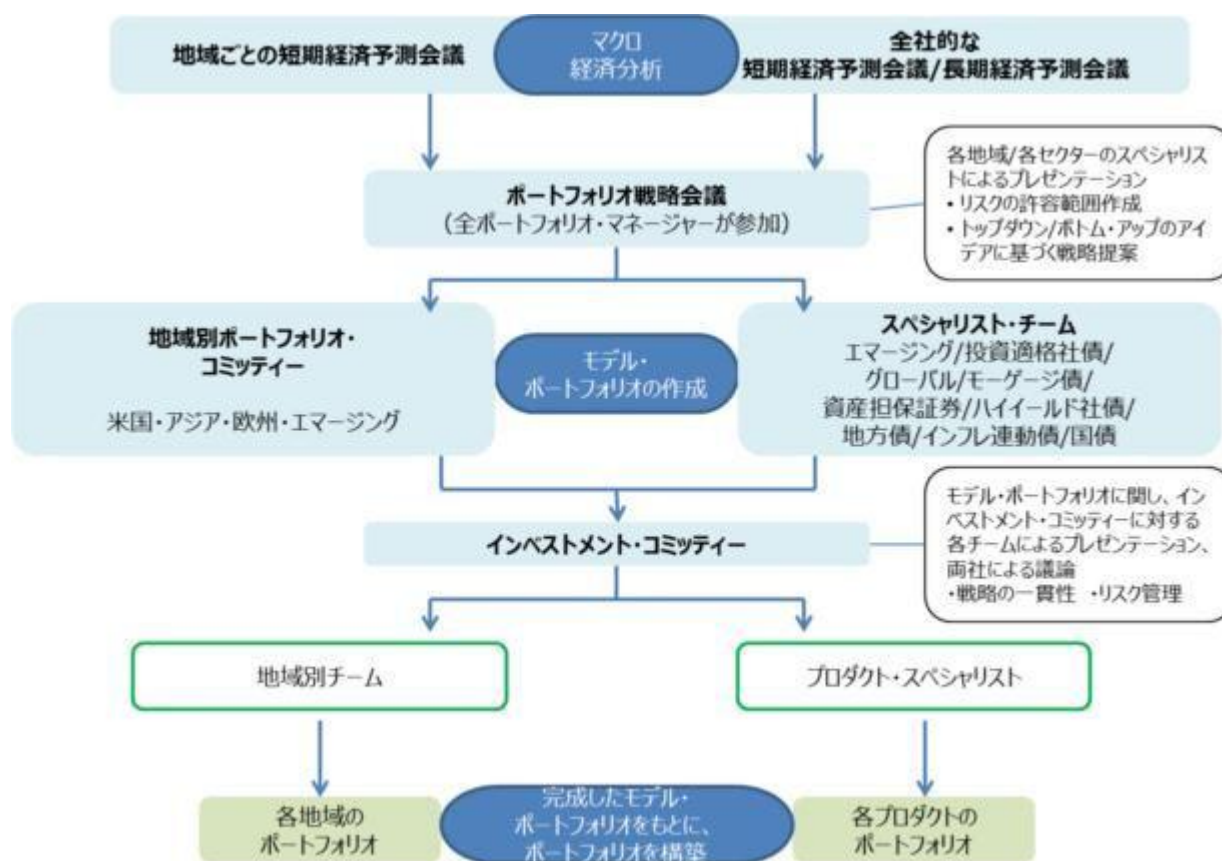 地域ごとの短期経済予測会議
マクロ
経済分析
全社的な
短期経済予測会議/長期経済予測会議
ポートフォリオ戦略会議
（全ポートフォリオ・マネージャーが参加）
各地域/各セクターのスペシャリス
トによるプレゼンテーション
・リスクの許容範囲作成
・トップダウン/ボトム・アップのアイ
デアに基づく戦略提案
地域別ポートフォリオ・
コミッティー
米国・アジア・欧州・エマージング
モデル・
ポートフォリオの作成
スペシャリスト・チーム
エマージング/投資適格社債/
グローバル/モーゲージ債/
資産担保証券/ハイイールド社債/
地方債/インフレ連動債/国債
インベストメント・コミッティー
モデル・ポートフォリオに関し、イン
ベストメント・コミッティーに対する
各チームによるプレゼンテーション、
両社による議論
・戦略の一貫性 ・リスク管理
地域別チーム
プロダクト・スペシャリスト
各地域の
ポートフォリオ
完成したモデル・
ポートフォリオをもとに、
ポートフォリオを構築
各プロダクトの
ポートフォリオ